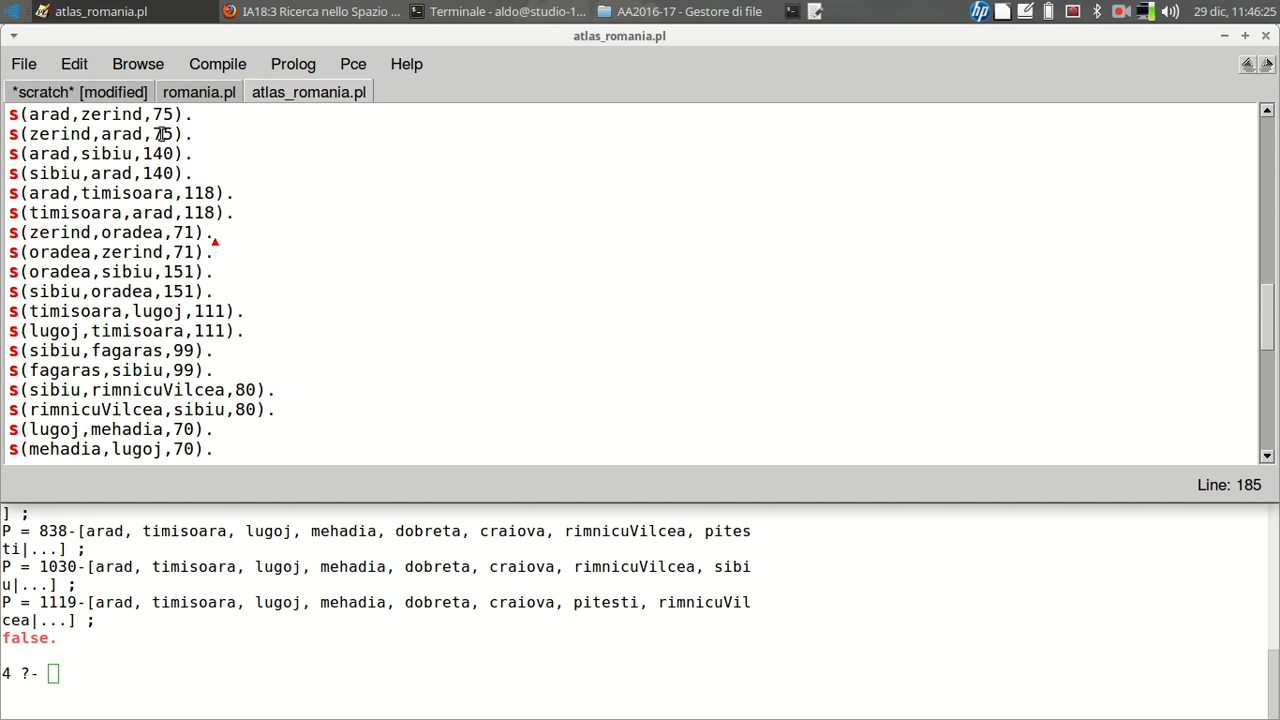 atlas_romania.pl
IA18:3 Ricerca nello Spazio ...
Terminale - aldo@studio-1...
AA2016-17 - Gestore di file
29 dic, 11:46:25
atlas_romania.pl
File Edit Browse Compile Prolog Pce Help
*scratch* [modified] romania.pl atlas_romania.pl
s(arad,zerind,75).
s(zerind,arad,75).
s(arad,sibiu,140).
s(sibiu,arad,140).
s(arad,timisoara,118).
s(timisoara,arad,118).
s(zerind,oradea,71).
s(oradea,zerind,71).
s(oradea,sibiu,151).
s(sibiu,oradea,151).
s(timisoara,lugoj,111).
s(lugoj,timisoara,111).
s(sibiu,fagaras,99).
s(fagaras,sibiu,99).
s(sibiu,rimnicuVilcea,80).
s(rimnicuVilcea,sibiu,80).
s(lugoj,mehadia,70).
s(mehadia,lugoj,70).
Line: 185
] ;
P = 838-[arad, timisoara, lugoj, mehadia, dobreta, craiova, rimnicuVilcea, pites
ti|...] ;
P = 1030-[arad, timisoara, lugoj, mehadia, dobreta, craiova, rimnicuVilcea, sibi
u|...] ;
P = 1119-[arad, timisoara, lugoj, mehadia, dobreta, craiova, pitesti, rimnicuVil
cea|...] ;
false.
4 ?-